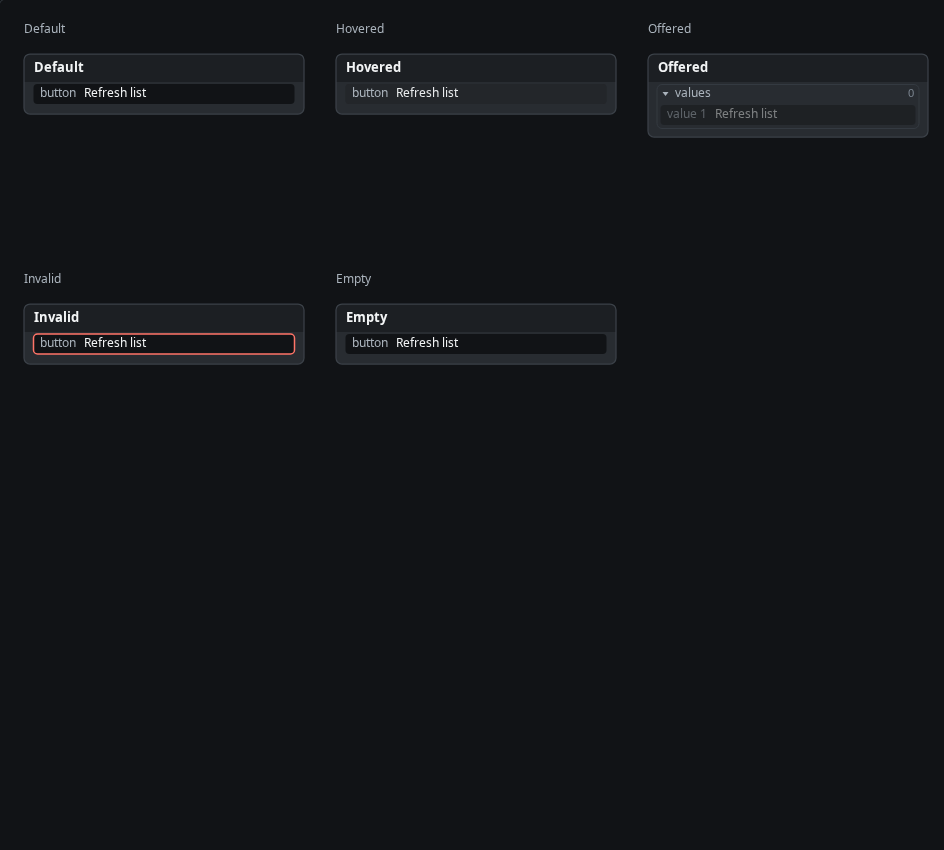 Default
Hovered
Offered
Default
Hovered
Offered
button Refresh list
button Refresh list
values 0
value 1 Refresh list
Invalid
Empty
Invalid
Empty
button Refresh list
button Refresh list